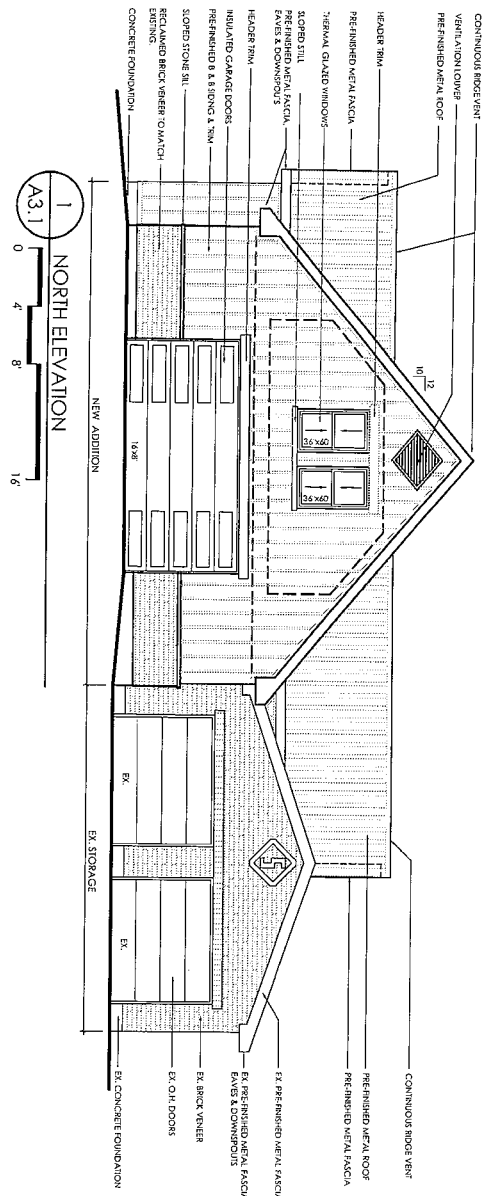 CONTINUOUS RIDGE VENT
VENTILATION LOUVER
PRE-FINISHED METAL ROOF
HEADER TRIM
PRE-FINISHED METAL FASCIA
THERMAL GLAZED WINDOWS
SLOPED STILL
PRE-FINISHED METAL FASCIA,
EAVES & DOWNSPOUTS
HEADER TRIM
INSULATED GARAGE DOORS
PRE-FINISHED B & B SIDING & TRIM
SLOPED STONE SILL
RECLAIMED BRICK VENEER TO MATCH
EXISTING.
CONCRETE FOUNDATION
12
10
36"X60"
36"X60"
16'X8'
EX.
EX.
CONTINUOUS RIDGE VENT
PRE-FINISHED METAL ROOF
PRE-FINISHED METAL FASCIA
EX. PRE-FINISHED METAL FASCIA
EX. PRE-FINISHED METAL FASCIA
EAVES & DOWNSPOUTS
EX. BRICK VENEER
EX. O.H. DOORS
EX. CONCRETE FOUNDATION
NEW ADDITION
EX. STORAGE
1
A3.1
NORTH ELEVATION
0 4' 8' 16'